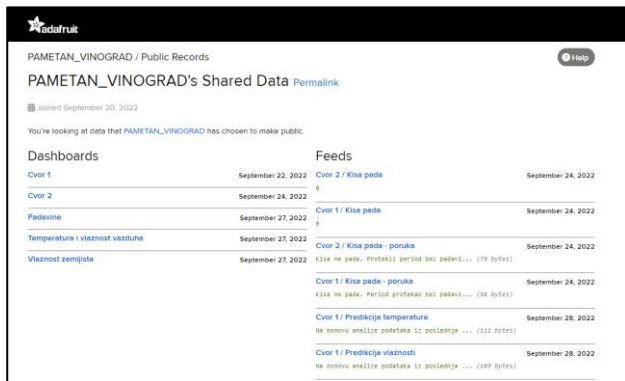 adafruit
PAMETAN_VINOGRAD / Public Records
Help
PAMETAN_VINOGRAD's Shared Data Permalink
Joined September 20, 2022
You're looking at data that PAMETAN_VINOGRAD has chosen to make public.
Dashboards
Cvor 1 September 22, 2022
Cvor 2 September 24, 2022
Padavine September 27, 2022
Temperatura i vlaznost vazduha September 27, 2022
Vlaznost zemljista September 27, 2022
Feeds
Cvor 2 / Kisa pada September 24, 2022
0
Cvor 1 / Kisa pada September 24, 2022
0
Cvor 2 / Kisa pada - poruka September 24, 2022
Kisa ne pada. Protekli period bez padavi... (78 bytes)
Cvor 1 / Kisa pada - poruka September 24, 2022
Kisa ne pada. Period protekao bez padavi... (56 bytes)
Cvor 1 / Predikcija temperature September 28, 2022
Na osnovu analize podataka iz poslednja ... (112 bytes)
Cvor 1 / Predikcija vlaznosti September 28, 2022
Na osnovu analize podataka iz poslednja ... (109 bytes)